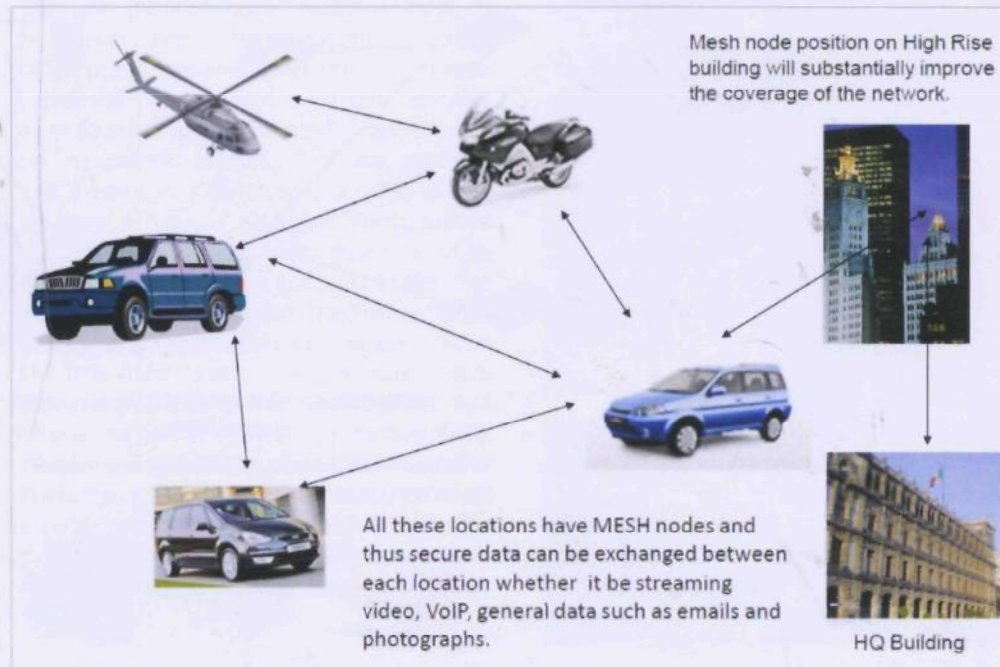 Mesh node position on High Rise
building will substantially improve
the coverage of the network.
All these locations have MESH nodes and
thus secure data can be exchanged between
each location whether it be streaming
video, VoIP, general data such as emails and
photographs.
HQ Building